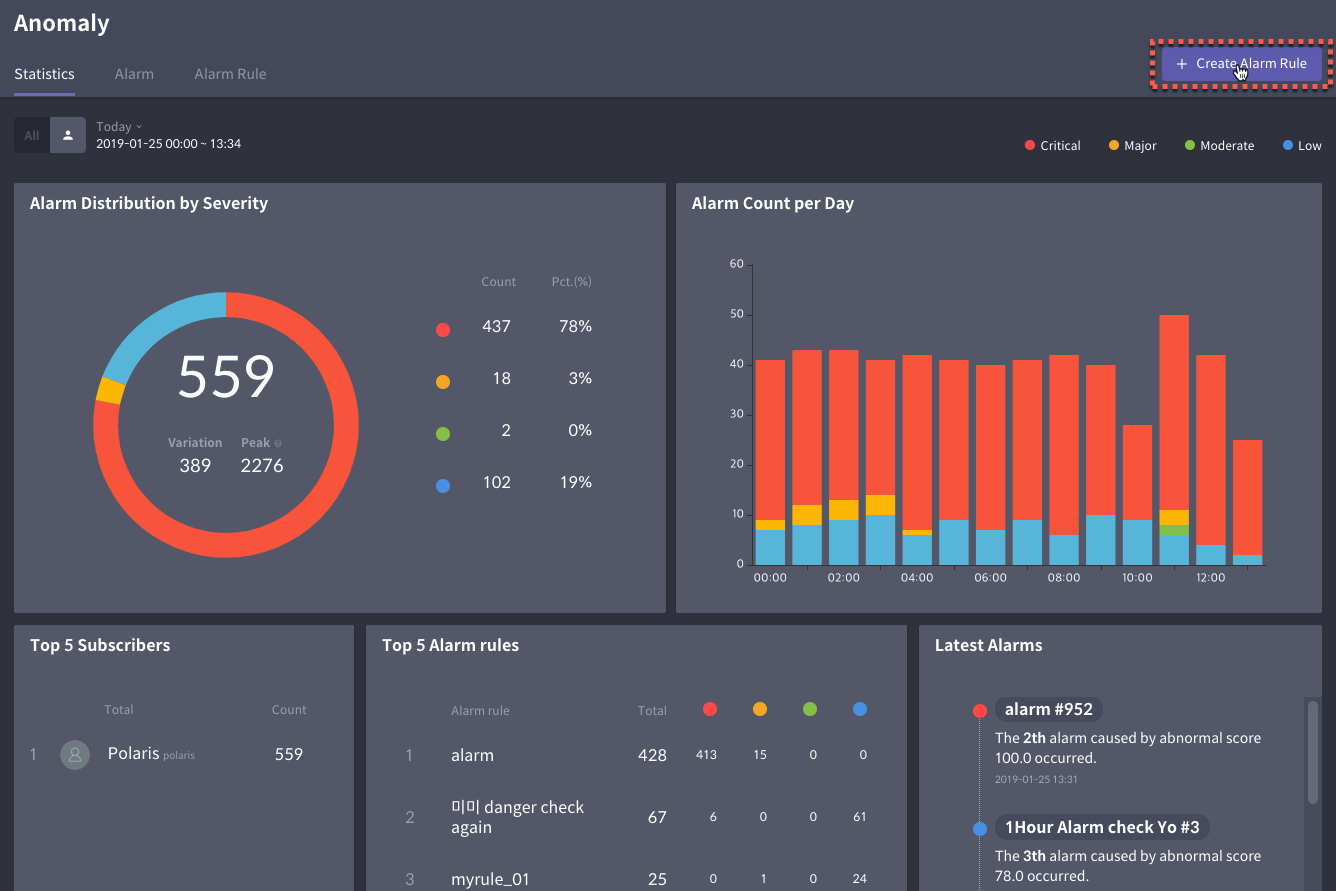 Anomaly
Statistics Alarm Alarm Rule
+ Create Alarm Rule
All
Today
2019-01-25 00:00 ~ 13:34
Critical Major Moderate Low
Alarm Distribution by Severity
559
Variation Peak
389 2276
Count Pct.(%)
437 78%
18 3%
2 0%
102 19%
Alarm Count per Day
60
50
40
30
20
10
0
00:00 02:00 04:00 06:00 08:00 10:00 12:00
Top 5 Subscribers
Total Count
1 Polaris polaris 559
Top 5 Alarm rules
Alarm rule Total
1 alarm 428 413 15 0 0
2 미미 danger check again 67 6 0 0 61
3 myrule_01 25 0 1 0 24
Latest Alarms
alarm #952
The 2th alarm caused by abnormal score
100.0 occurred.
2019-01-25 13:31
1Hour Alarm check Yo #3
The 3th alarm caused by abnormal score
78.0 occurred.